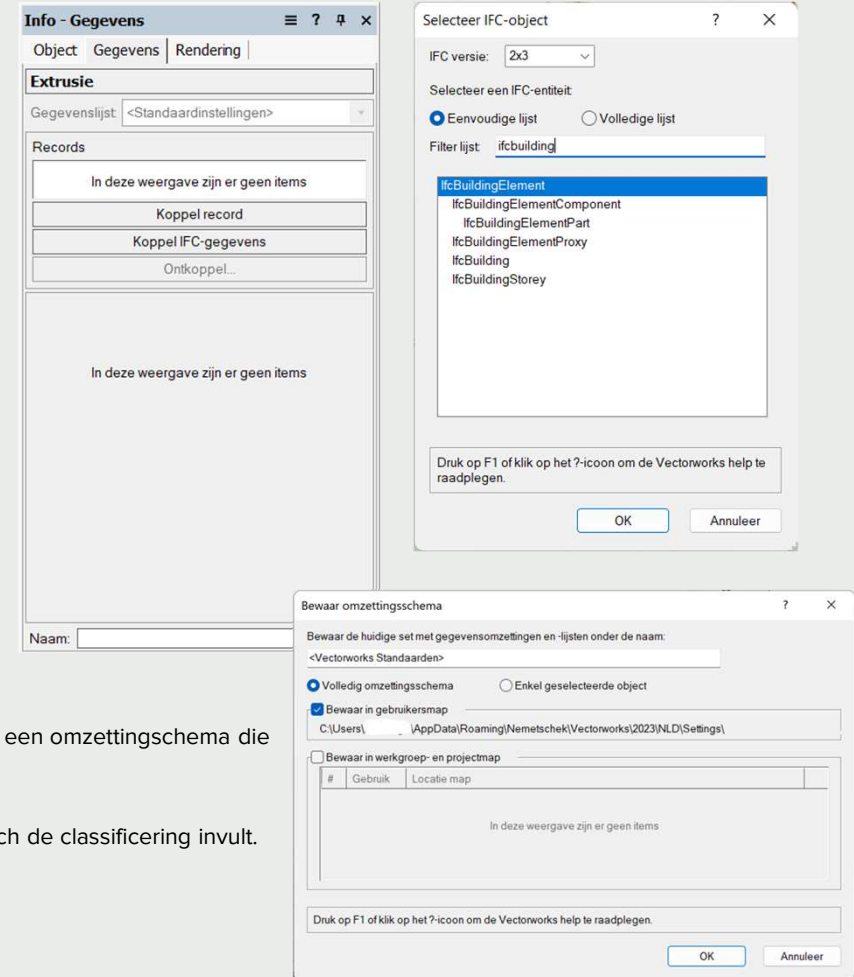 Info - Gegevens
Object Gegevens Rendering
Extrusie
Gegevenslijst: <Standaardinstellingen>
Records
In deze weergave zijn er geen items
Koppel record
Koppel IFC-gegevens
Ontkoppel...
In deze weergave zijn er geen items
Naam:
Selecteer IFC-object ?
IFC versie: 2x3
Selecteer een IFC-entiteit:
Eenvoudige lijst Volledige lijst
Filter lijst: ifcbuilding
IfcBuildingElement
IfcBuildingElementComponent
IfcBuildingElementPart
IfcBuildingElementProxy
IfcBuilding
IfcBuildingStorey
Druk op F1 of klik op het ?-icoon om de Vectorworks help te
raadplegen.
OK Annuleer
Bewaar omzettingsschema ?
Bewaar de huidige set met gegevensomzettingen en -lijsten onder de naam:
<Vectorworks Standaarden>
Volledig omzettingsschema Enkel geselecteerde object
Bewaar in gebruikersmap
C:\Users\ \AppData\Roaming\Nemetschek\Vectorworks\2023\NLD\Settings\
Bewaar in werkgroep- en projectmap
# Gebruik Locatie map
In deze weergave zijn er geen items
Druk op F1 of klik op het ?-icoon om de Vectorworks help te raadplegen.
OK Annuleer
een omzettingschema die
ch de classificering invult.